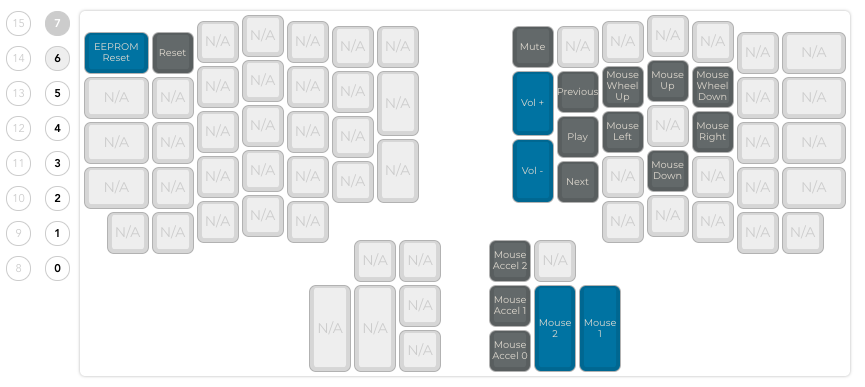 15 7
14 6
13 5
12 4
11 3
10 2
9 1
8 0
EEPROM
Reset
Reset
N/A N/A N/A N/A N/A
N/A N/A N/A N/A N/A N/A N/A
N/A N/A N/A N/A N/A N/A
N/A N/A N/A N/A N/A N/A N/A
N/A N/A N/A N/A N/A
N/A N/A
N/A N/A N/A
N/A
Mute N/A N/A N/A N/A N/A N/A
Vol +
Previous
Mouse
Wheel
Up
Mouse
Up
Mouse
Wheel
Down
N/A N/A
Play
Mouse
Left
N/A
Mouse
Right
N/A N/A
Vol -
Next
N/A
Mouse
Down
N/A N/A N/A
N/A N/A N/A N/A N/A
Mouse
Accel 2
N/A
Mouse
Accel 1
Mouse
2
Mouse
1
Mouse
Accel 0